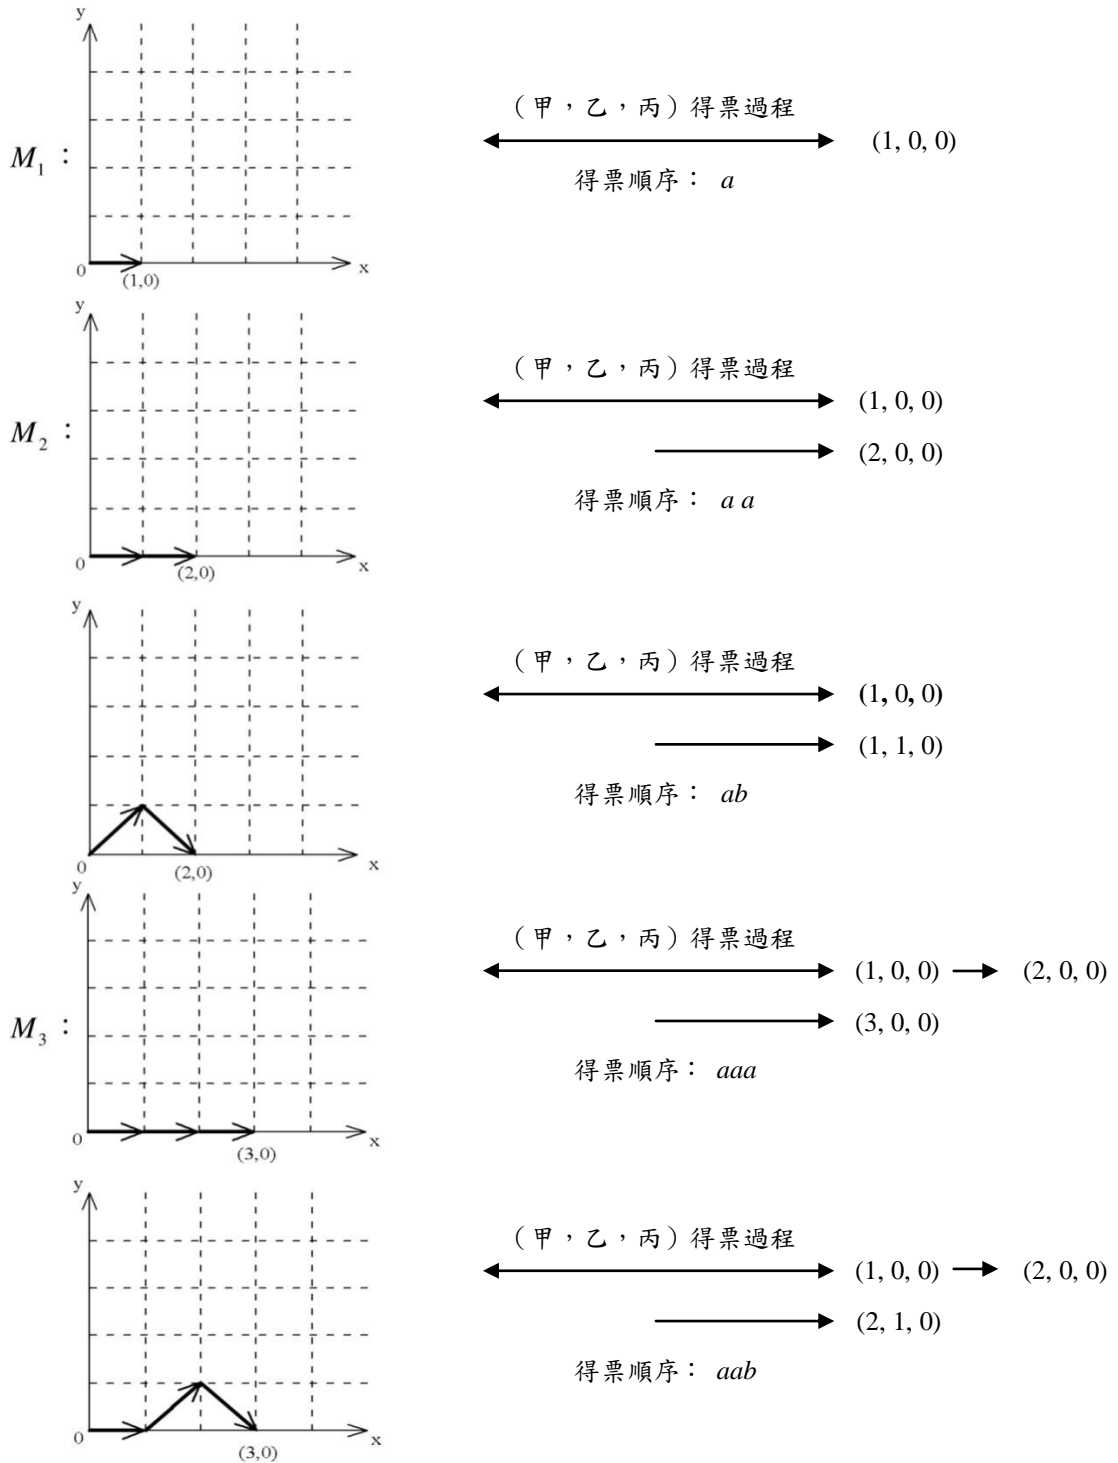 y
（甲，乙，丙）得票過程
(1, 0, 0)
M₁：
得票順序： a
0
(1,0)
x
y
（甲，乙，丙）得票過程
(1, 0, 0)
M₂：
(2, 0, 0)
得票順序： a a
0
(2,0)
x
y
（甲，乙，丙）得票過程
(1, 0, 0)
(1, 1, 0)
得票順序： ab
0
(2,0)
x
y
（甲，乙，丙）得票過程
(1, 0, 0) (2, 0, 0)
M₃：
(3, 0, 0)
得票順序： aaa
0
(3,0)
x
y
（甲，乙，丙）得票過程
(1, 0, 0) (2, 0, 0)
(2, 1, 0)
得票順序： aab
0
(3,0)
x